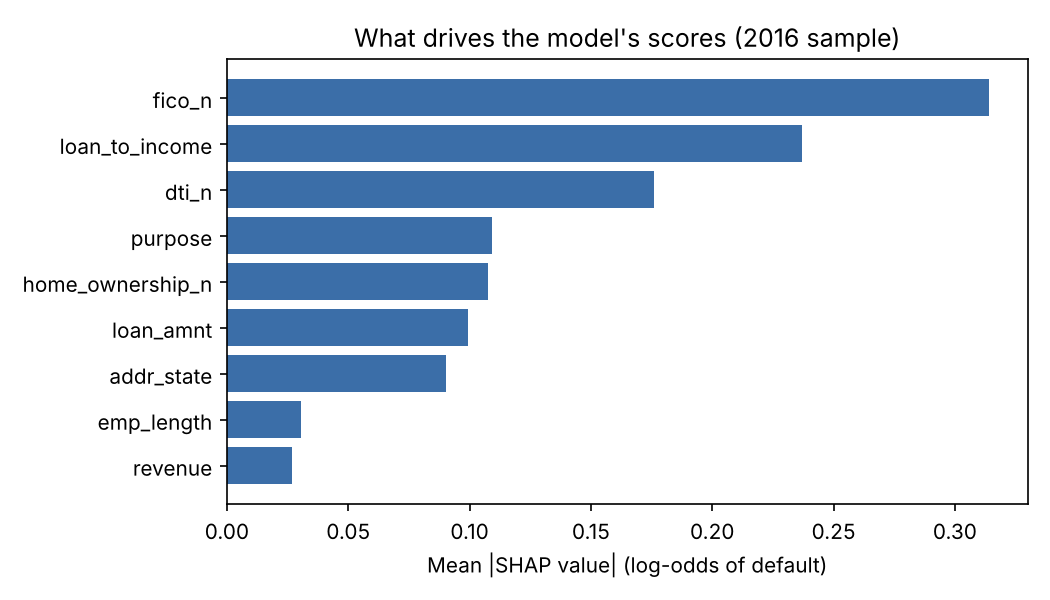 What drives the model's scores (2016 sample)
fico_n
loan_to_income
dti_n
purpose
home_ownership_n
loan_amnt
addr_state
emp_length
revenue
0.00 0.05 0.10 0.15 0.20 0.25 0.30
Mean |SHAP value| (log-odds of default)